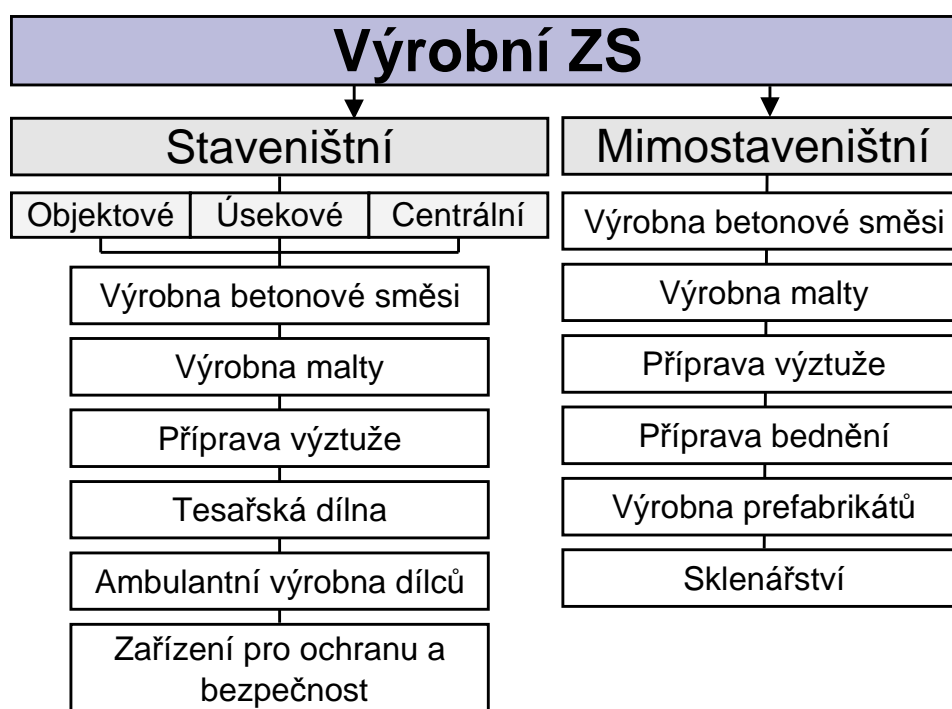 Výrobní ZS
Staveništní
Objektové
Úsekové
Centrální
Výrobna betonové směsi
Výrobna malty
Příprava výztuže
Tesařská dílna
Ambulantní výrobna dílců
Zařízení pro ochranu a
bezpečnost
Mimostaveništní
Výrobna betonové směsi
Výrobna malty
Příprava výztuže
Příprava bednění
Výrobna prefabrikátů
Sklenářství